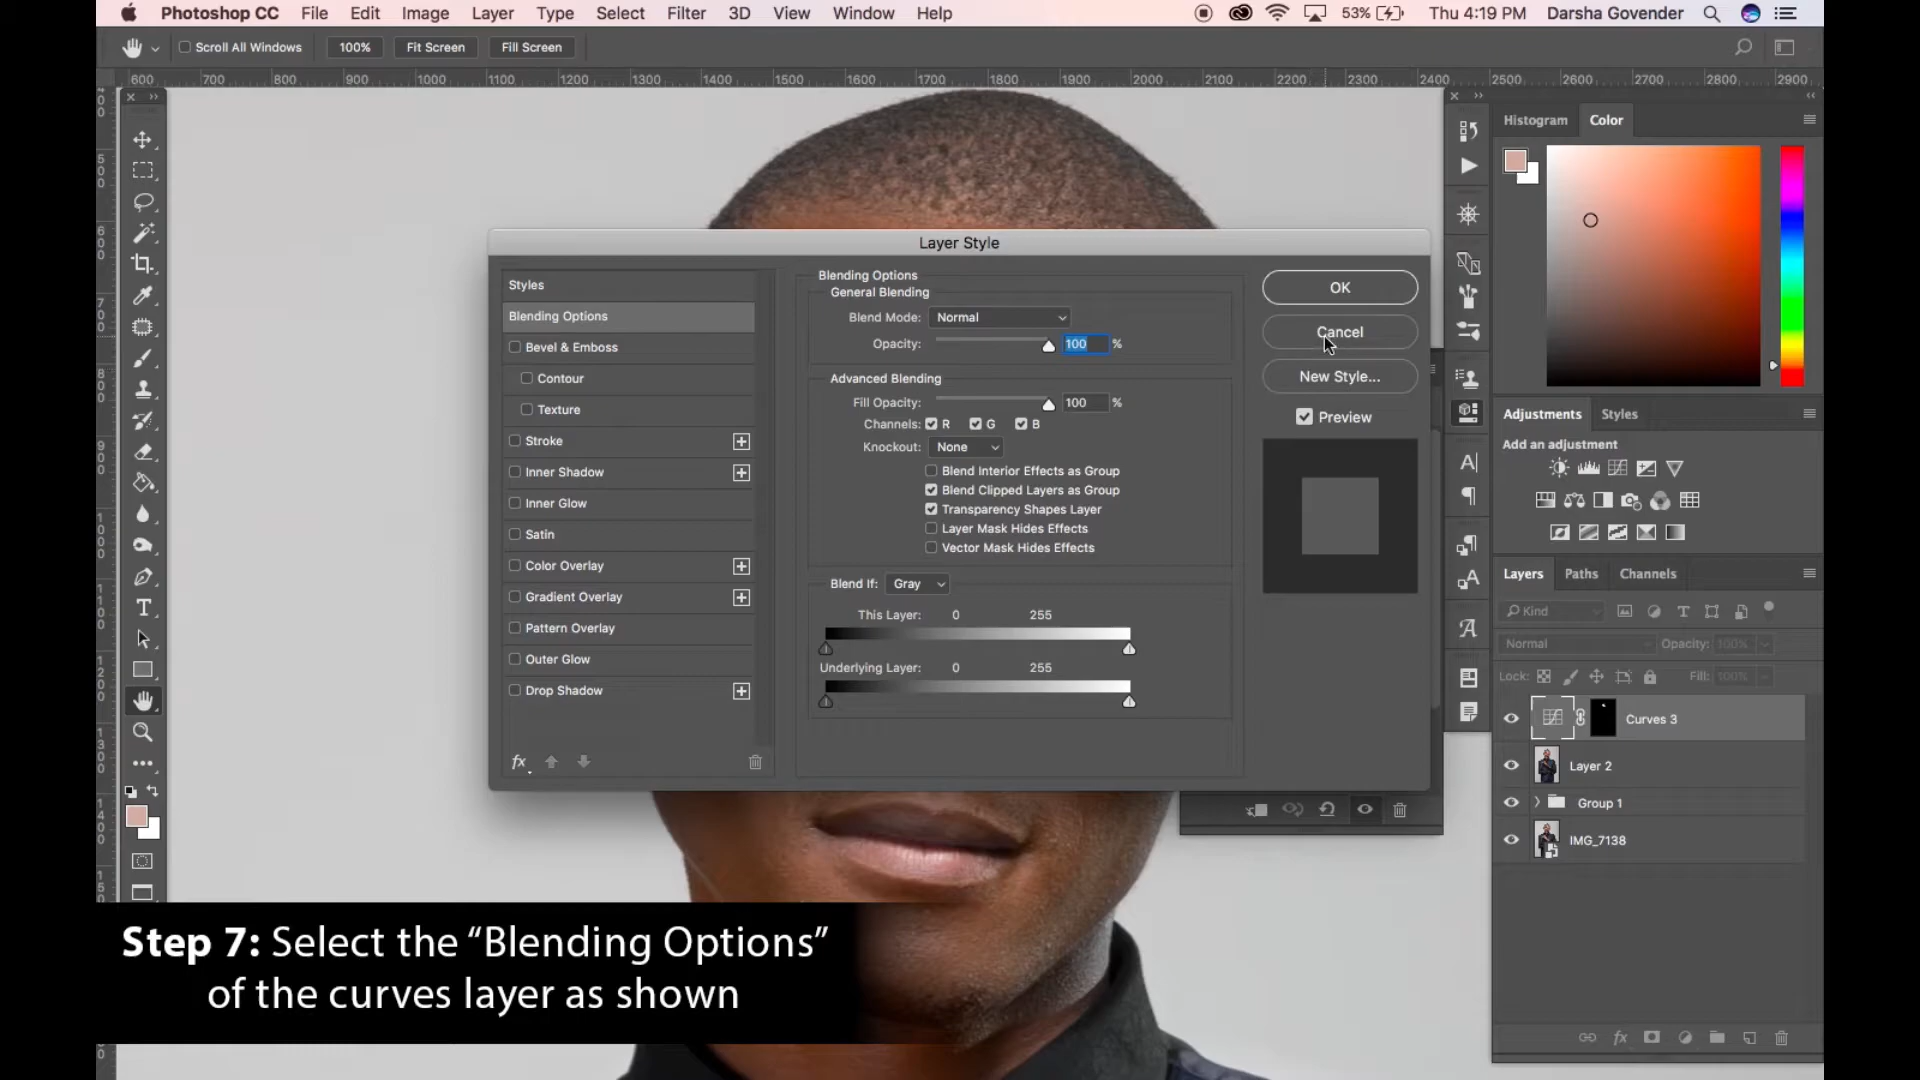 Photoshop CC File Edit Image Layer Type Select Filter 3D View Window Help 53% Thu 4:19 PM Darsha Govender
Scroll All Windows 100% Fit Screen Fill Screen
600 700 800 900 1000 1100 1200 1300 1400 1500 1600 1700 1800 1900 2000 2100 2200 2300 2400 2500 2600 2700 2800 2900
Histogram Color
Layer Style
Styles
Blending Options
Bevel & Emboss
Contour
Texture
Stroke
Inner Shadow
Inner Glow
Satin
Color Overlay
Gradient Overlay
Pattern Overlay
Outer Glow
Drop Shadow
fx
Blending Options
General Blending
Blend Mode: Normal
Opacity: 100 %
Advanced Blending
Fill Opacity: 100 %
Channels: R G B
Knockout: None
Blend Interior Effects as Group
Blend Clipped Layers as Group
Transparency Shapes Layer
Layer Mask Hides Effects
Vector Mask Hides Effects
Blend If: Gray
This Layer: 0 255
Underlying Layer: 0 255
OK
Cancel
New Style...
Preview
Adjustments Styles
Add an adjustment
Layers Paths Channels
Kind
Normal Opacity: 100%
Lock: Fill: 100%
Curves 3
Layer 2
Group 1
IMG_7138
fx
Step 7: Select the “Blending Options”
of the curves layer as shown